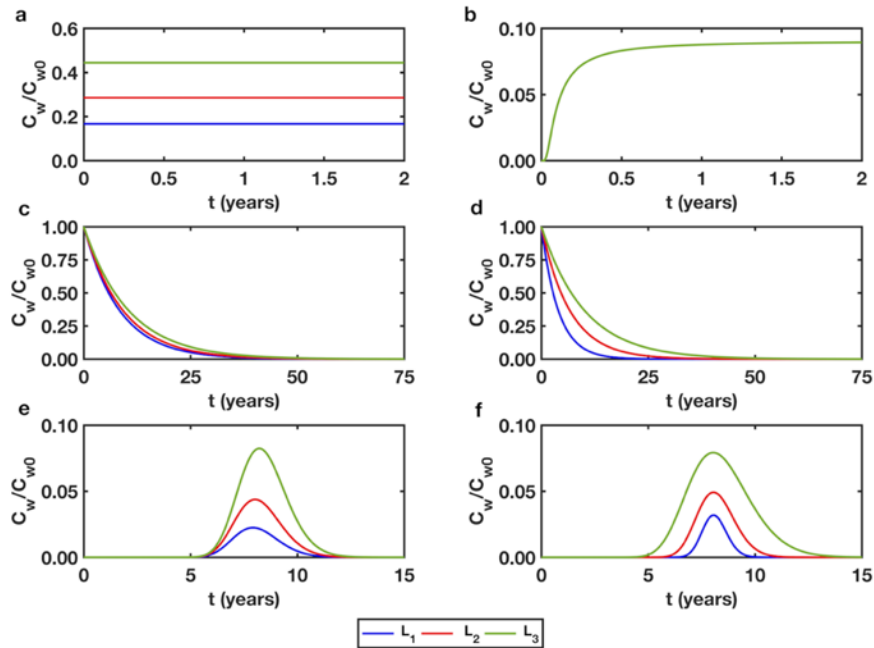 a
b
0.6
0.4
0.2
0.0
C_w/C_w0
0 0.5 1 1.5 2
t (years)
0.10
0.05
0.00
C_w/C_w0
0 0.5 1 1.5 2
t (years)
c
d
1.00
0.75
0.50
0.25
0.00
C_w/C_w0
0 25 50 75
t (years)
1.00
0.75
0.50
0.25
0.00
C_w/C_w0
0 25 50 75
t (years)
e
f
0.10
0.05
0.00
C_w/C_w0
0 5 10 15
t (years)
0.10
0.05
0.00
C_w/C_w0
0 5 10 15
t (years)
L_1 L_2 L_3